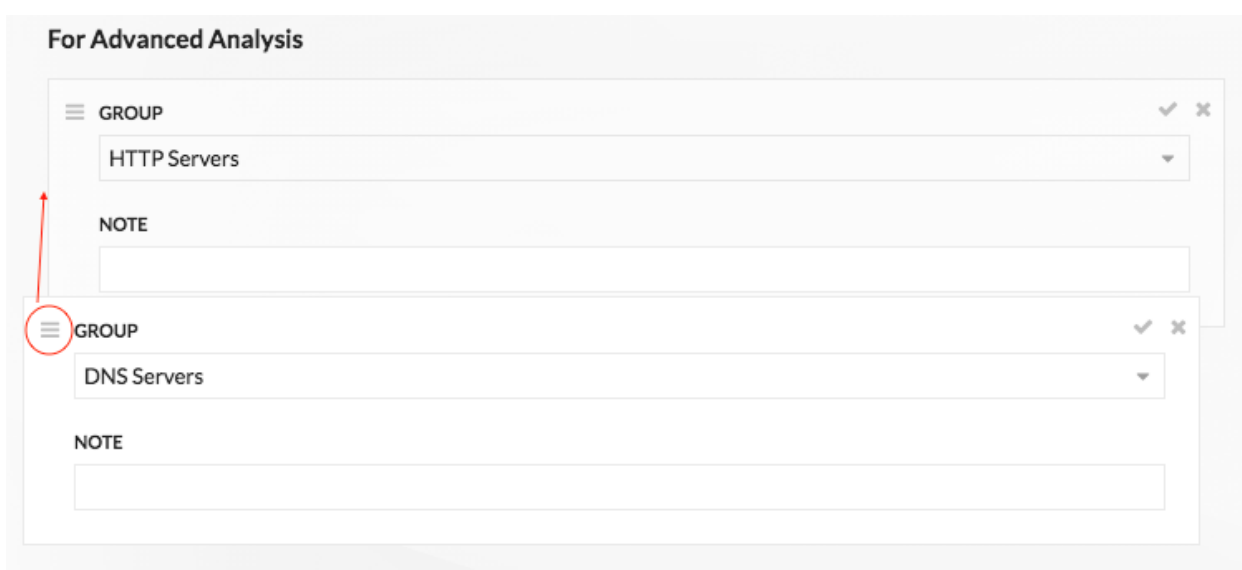 For Advanced Analysis
GROUP
HTTP Servers
NOTE
GROUP
DNS Servers
NOTE